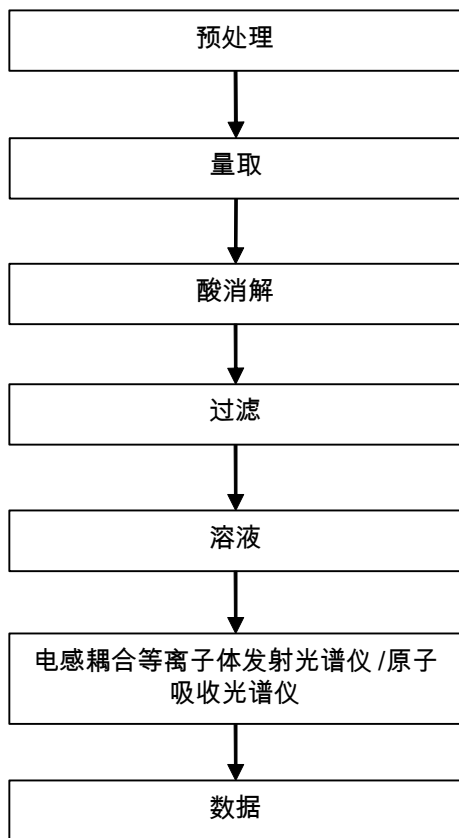 预处理
量取
酸消解
过滤
溶液
电感耦合等离子体发射光谱仪 /原子
吸收光谱仪
数据